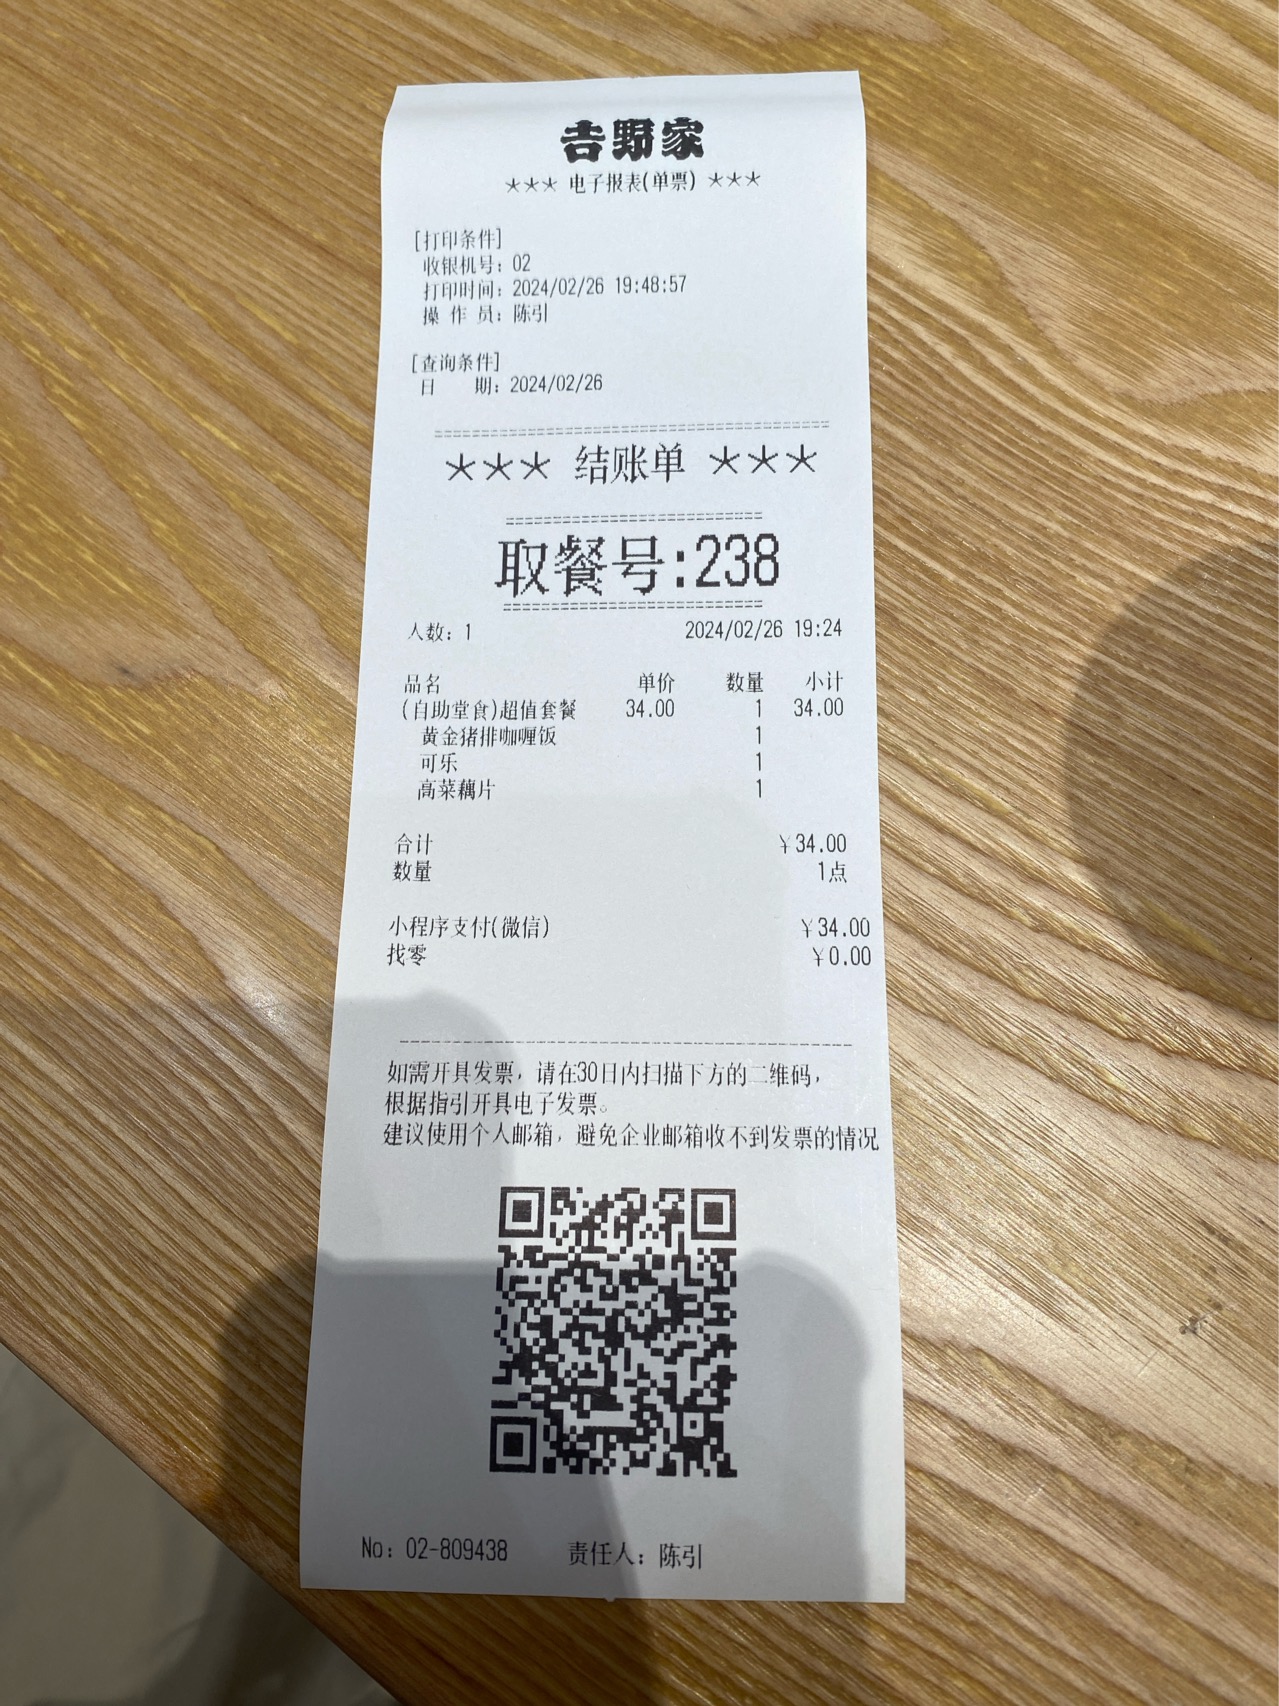 吉野家
*** 电子报表(单票) ***
[打印条件]
收银机号: 02
打印时间: 2024/02/26 19:48:57
操 作 员: 陈引
[查询条件]
日 期: 2024/02/26
*** 结账单 ***
取餐号:238
人数: 1 2024/02/26 19:24
品名 单价 数量 小计
(自助堂食)超值套餐 34.00 1 34.00
黄金猪排咖喱饭 1
可乐 1
高菜藕片 1
合计 ¥34.00
数量 1点
小程序支付(微信) ¥34.00
找零 ¥0.00
如需开具发票, 请在30日内扫描下方的二维码,
根据指引开具电子发票。
建议使用个人邮箱, 避免企业邮箱收不到发票的情况
No: 02-809438 责任人: 陈引